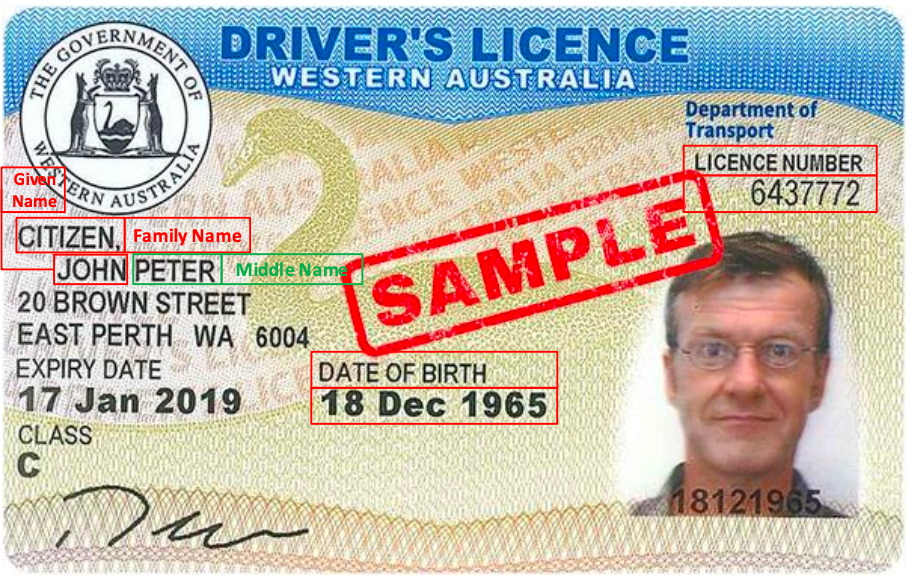 THE GOVERNMENT OF
WESTERN AUSTRALIA
DRIVER'S LICENCE
WESTERN AUSTRALIA
Department of
Transport
LICENCE NUMBER
6437772
Given
Name
CITIZEN, Family Name
JOHN PETER Middle Name
SAMPLE
20 BROWN STREET
EAST PERTH WA 6004
EXPIRY DATE
17 Jan 2019
DATE OF BIRTH
18 Dec 1965
CLASS
C
18121965